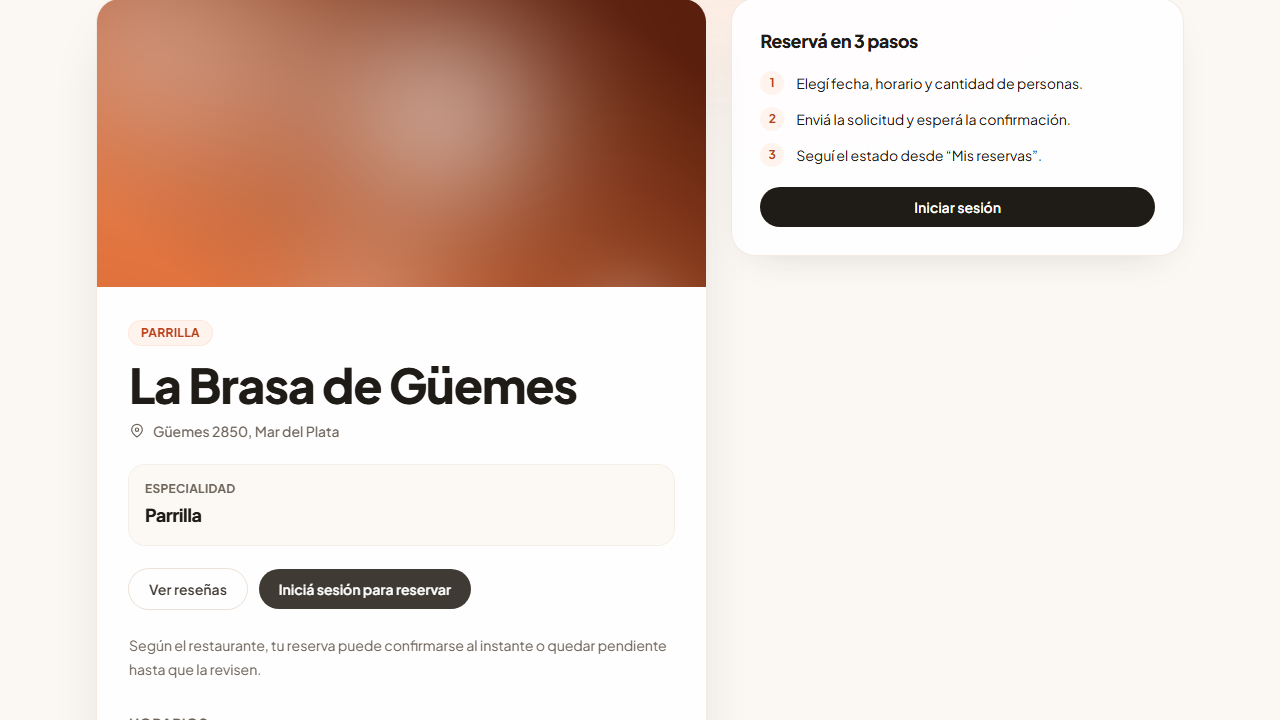 PARRILLA
La Brasa de Güemes
Güemes 2850, Mar del Plata
ESPECIALIDAD
Parrilla
Ver reseñas
Iniciá sesión para reservar
Según el restaurante, tu reserva puede confirmarse al instante o quedar pendiente
hasta que la revisen.
HORARIOS
Reservá en 3 pasos
1 Elegí fecha, horario y cantidad de personas.
2 Enviá la solicitud y esperá la confirmación.
3 Seguí el estado desde “Mis reservas”.
Iniciar sesión